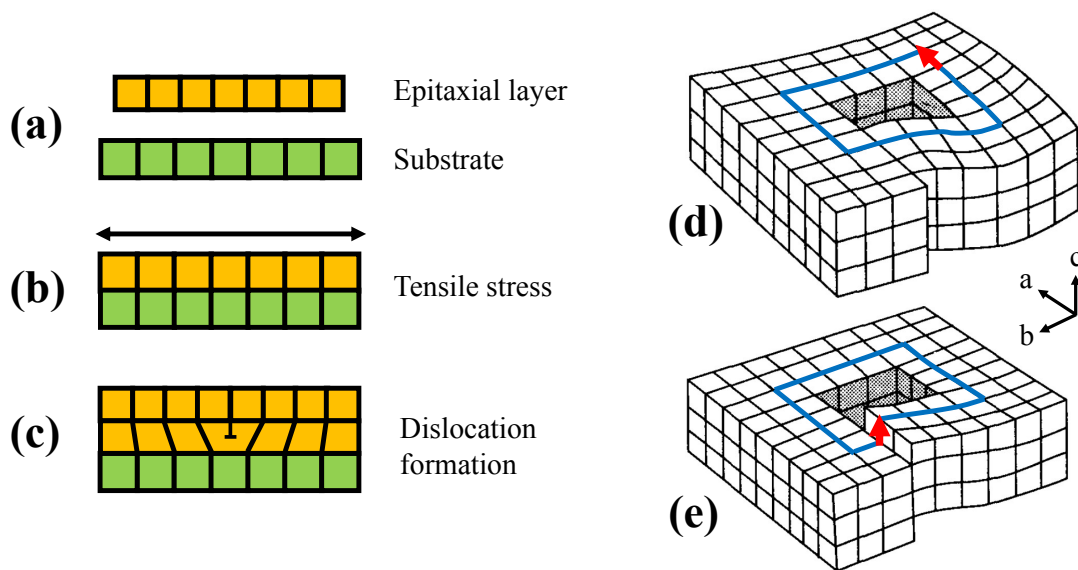 (a)
Epitaxial layer
Substrate
(b)
Tensile stress
(c)
Dislocation
formation
(d)
c
a
b
(e)